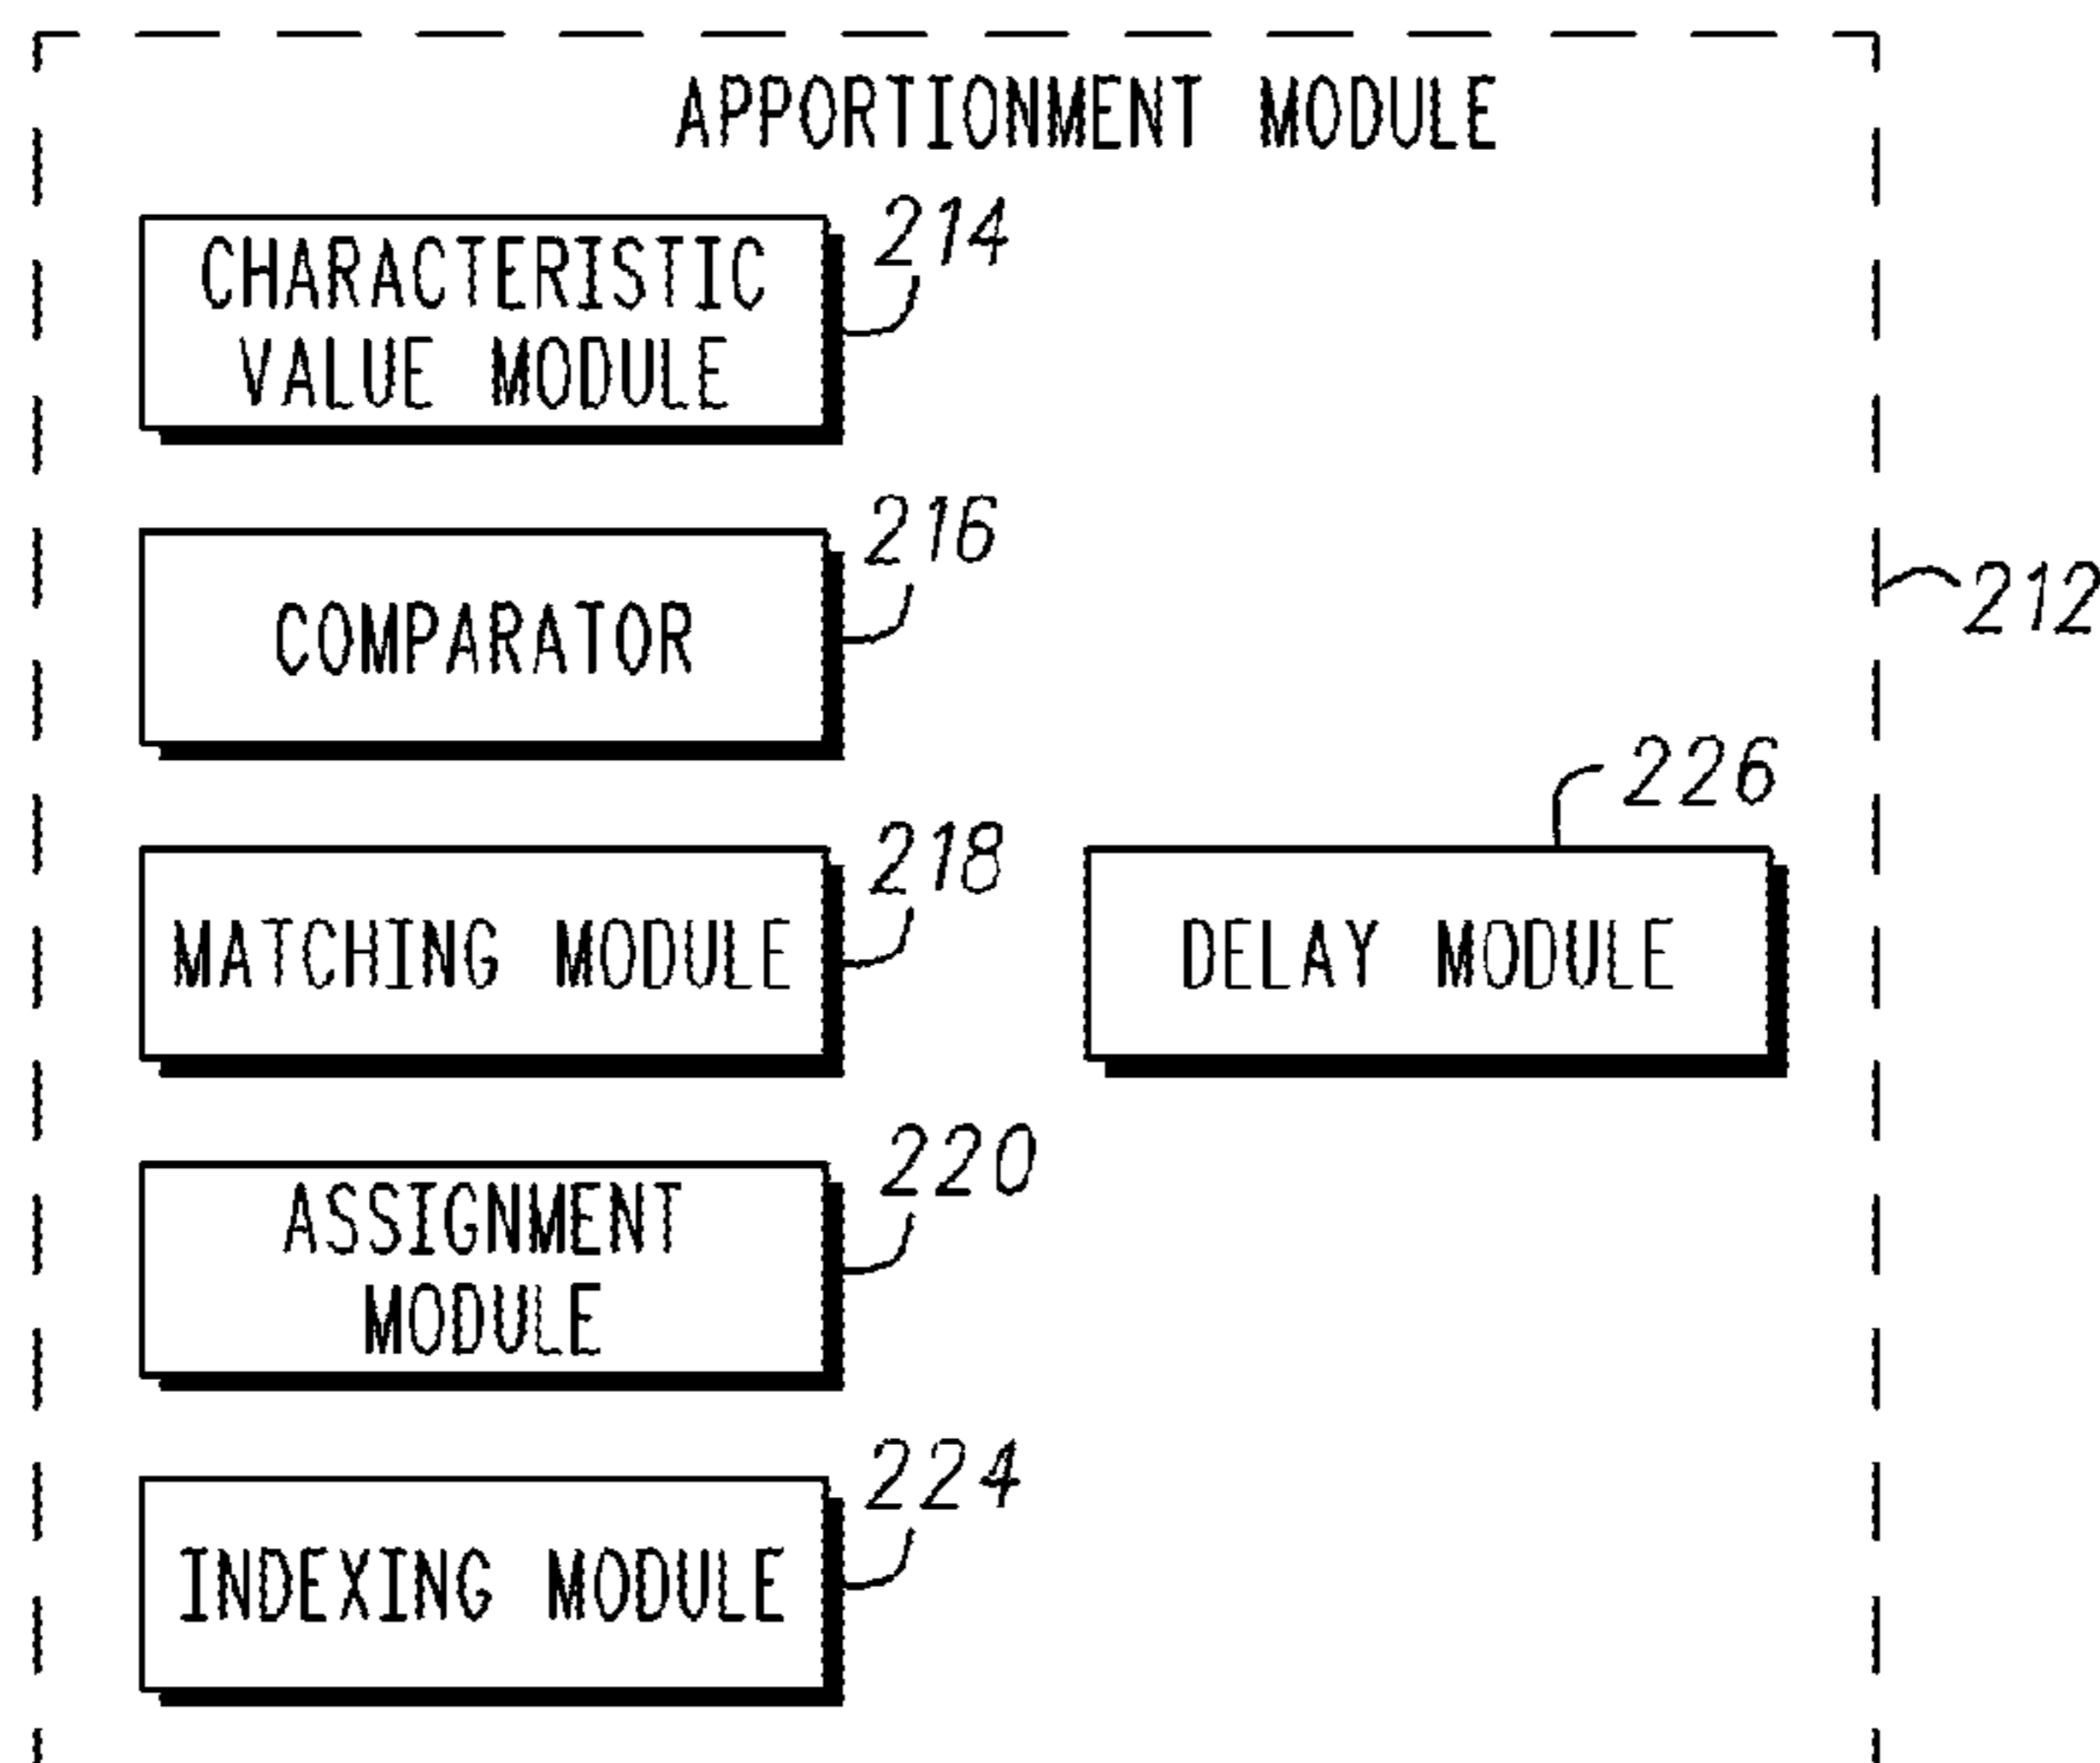 APPORTIONMENT MODULE
214
CHARACTERISTIC
VALUE MODULE
216
COMPARATOR
212
226
218
MATCHING MODULE
DELAY MODULE
220
ASSIGNMENT
MODULE
224
INDEXING MODULE